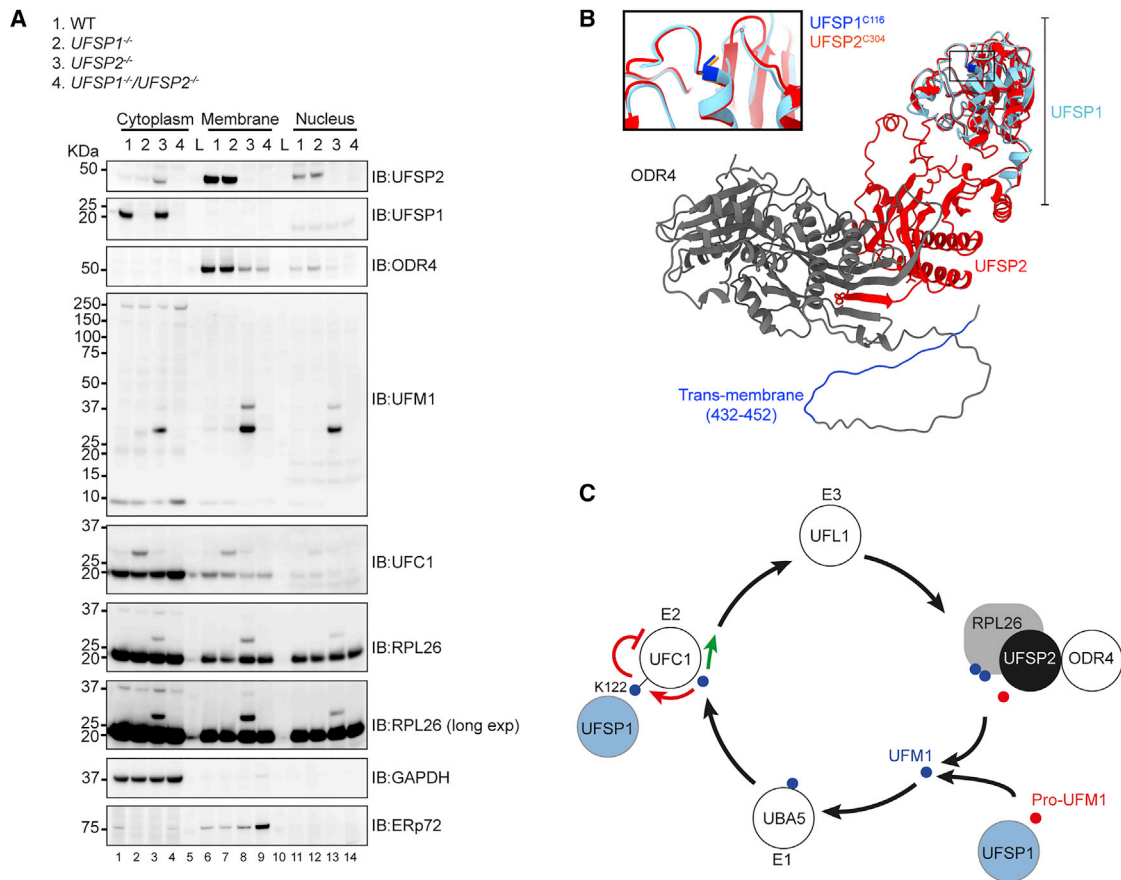 A
1. WT
2. UFSP1-/-
3. UFSP2-/-
4. UFSP1-/-/UFSP2-/-
Cytoplasm Membrane Nucleus
KDa 1 2 3 4 L 1 2 3 4 L 1 2 3 4
50 IB:UFSP2
25
20 IB:UFSP1
50 IB:ODR4
250
150
100
75
50
37
25
20
15
10
IB:UFM1
37
25
20
IB:UFC1
37
25
20
IB:RPL26
37
25
20
IB:RPL26 (long exp)
37 IB:GAPDH
75 IB:ERp72
1 2 3 4 5 6 7 8 9 10 11 12 13 14
B
UFSP1C116
UFSP2C304
UFSP1
ODR4
UFSP2
Trans-membrane
(432-452)
C
E3
UFL1
E2
UFC1
K122
UFSP1
RPL26
UFSP2
ODR4
UFM1
Pro-UFM1
UBA5
E1
UFSP1